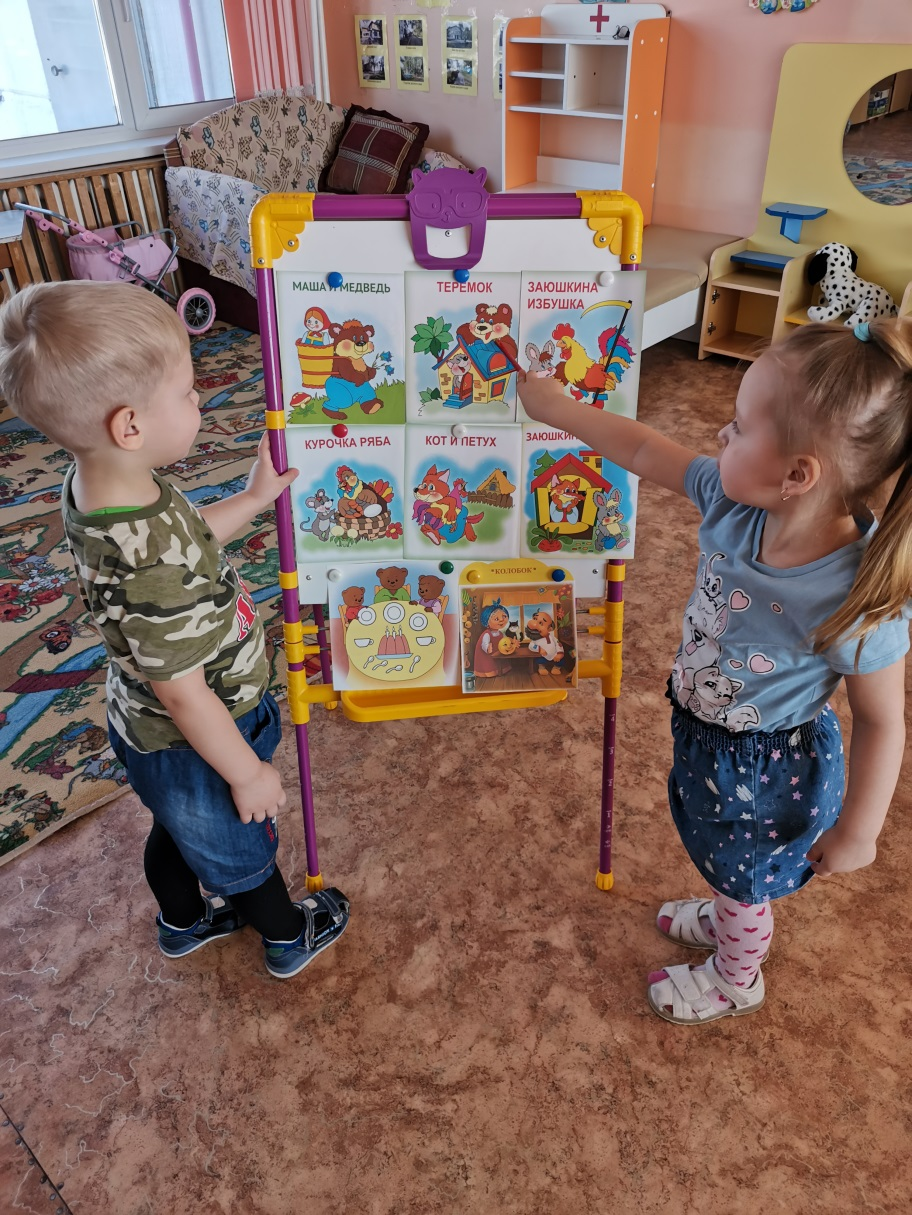 МАША И МЕДВЕДЬ
ТЕРЕМОК
ЗАЮШКИНА
ИЗБУШКА
КУРОЧКА РЯБА
КОТ И ПЕТУХ
*КОЛОБОК*